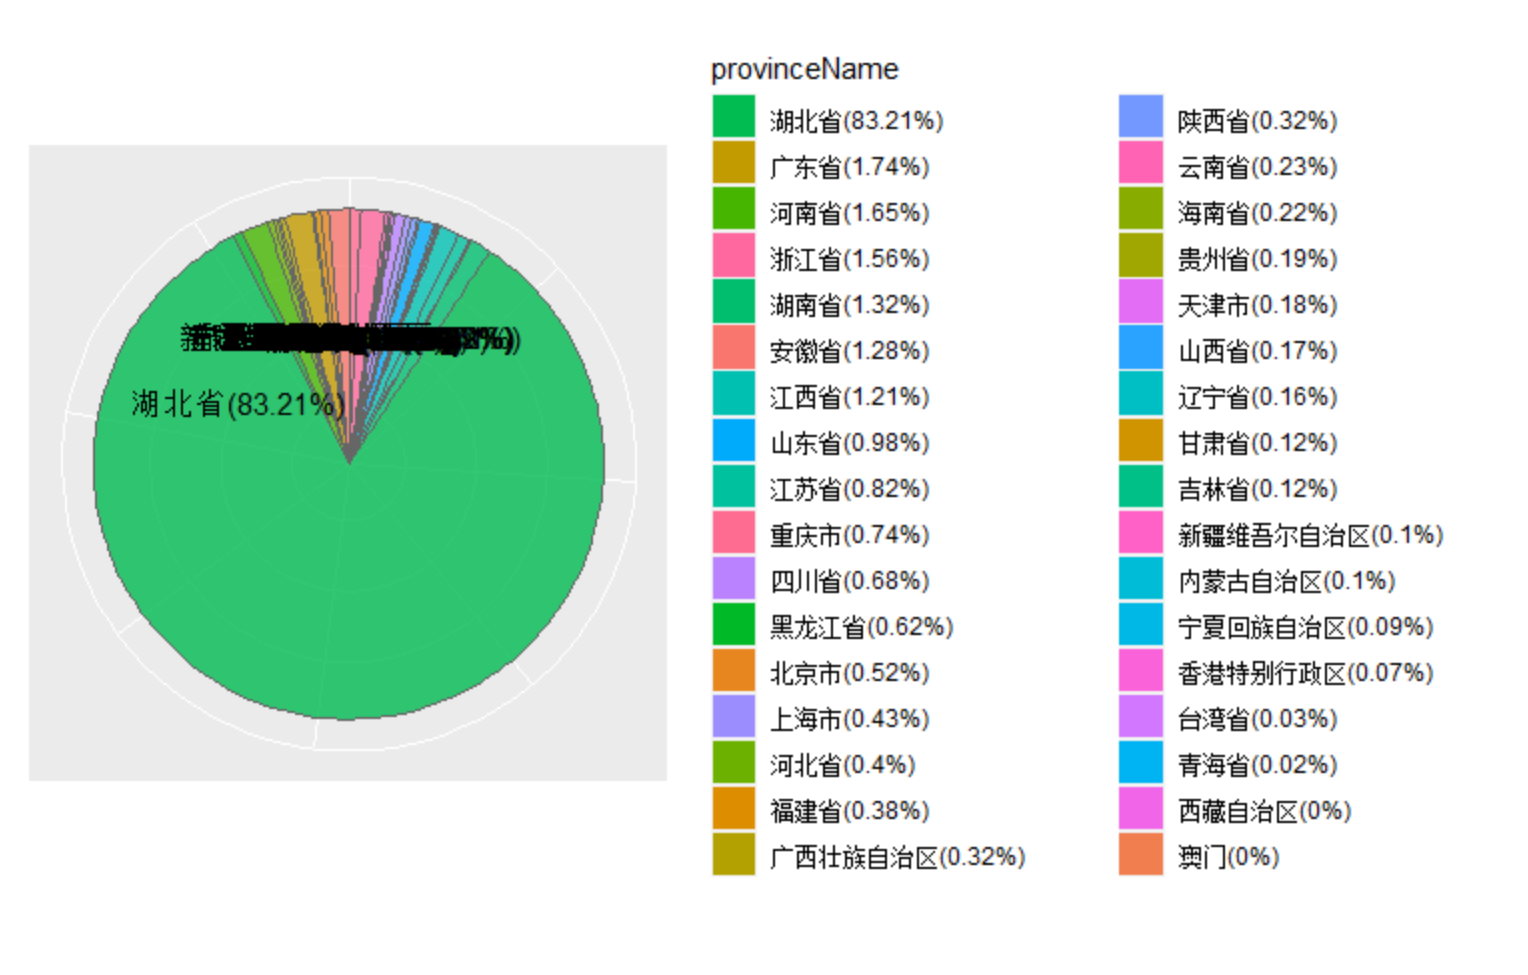 provinceName
湖北省(83.21%)
广东省(1.74%)
河南省(1.65%)
浙江省(1.56%)
湖南省(1.32%)
安徽省(1.28%)
江西省(1.21%)
山东省(0.98%)
江苏省(0.82%)
重庆市(0.74%)
四川省(0.68%)
黑龙江省(0.62%)
北京市(0.52%)
上海市(0.43%)
河北省(0.4%)
福建省(0.38%)
广西壮族自治区(0.32%)
陕西省(0.32%)
云南省(0.23%)
海南省(0.22%)
贵州省(0.19%)
天津市(0.18%)
山西省(0.17%)
辽宁省(0.16%)
甘肃省(0.12%)
吉林省(0.12%)
新疆维吾尔自治区(0.1%)
内蒙古自治区(0.1%)
宁夏回族自治区(0.09%)
香港特别行政区(0.07%)
台湾省(0.03%)
青海省(0.02%)
西藏自治区(0%)
澳门(0%)
湖北省(83.21%)